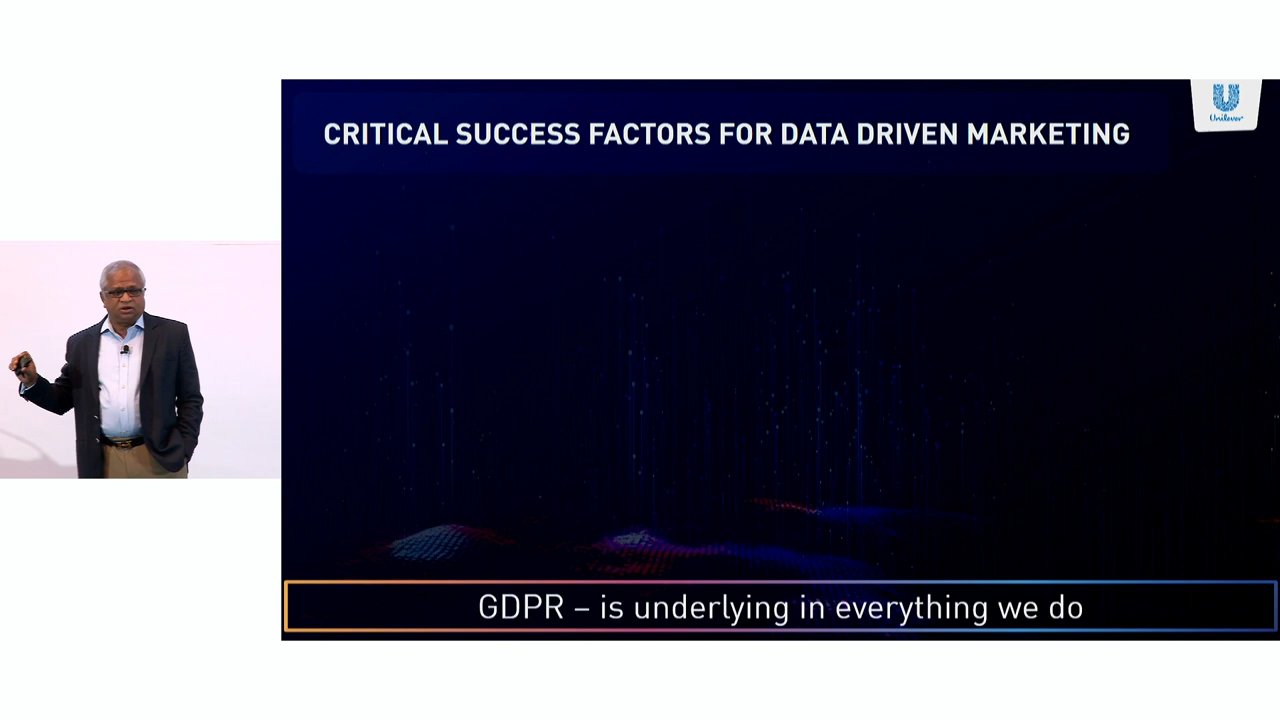 CRITICAL SUCCESS FACTORS FOR DATA DRIVEN MARKETING
Unilever
GDPR – is underlying in everything we do